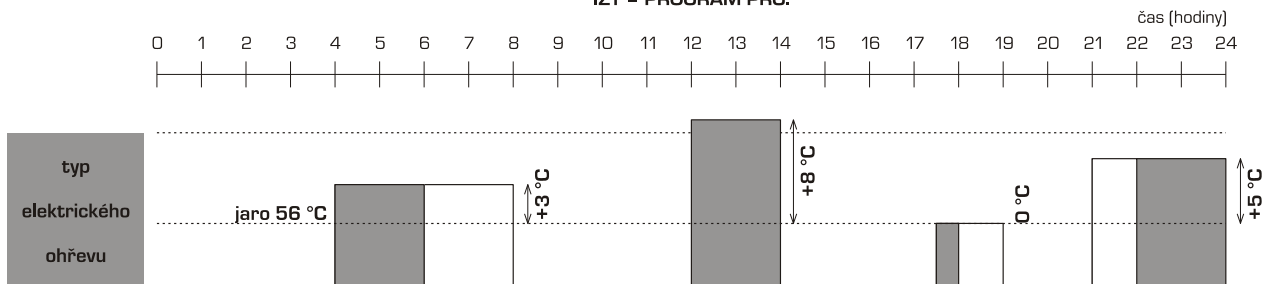 čas (hodiny)
0 1 2 3 4 5 6 7 8 9 10 11 12 13 14 15 16 17 18 19 20 21 22 23 24
typ
elektrického
ohřevu
jaro 56 °C
+3 °C
+8 °C
0 °C
+5 °C